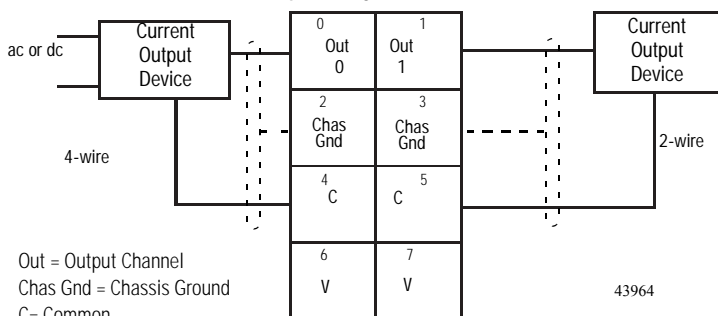 ac or dc
Current
Output
Device
4-wire
0
Out
0
1
Out
1
2
Chas
Gnd
3
Chas
Gnd
4
C
5
C
6
V
7
V
Current
Output
Device
2-wire
Out = Output Channel
Chas Gnd = Chassis Ground
C= Common
43964